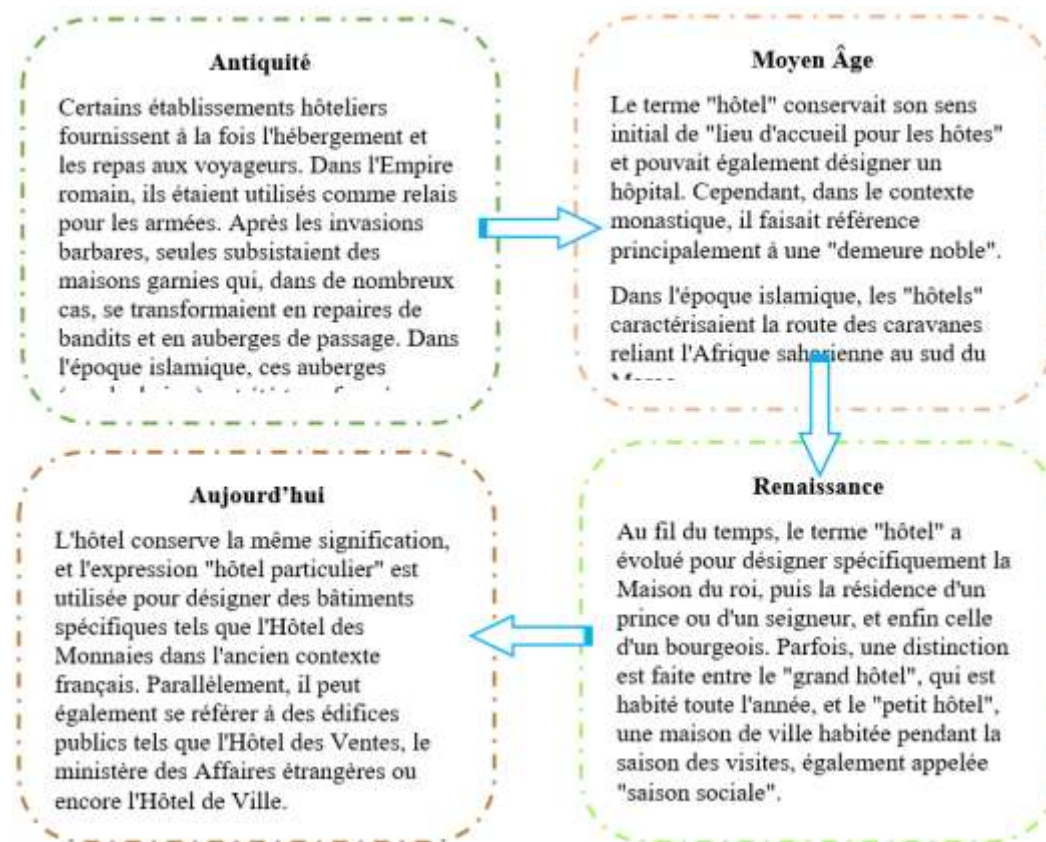 Antiquité
Certains établissements hôteliers
fournissent à la fois l'hébergement et
les repas aux voyageurs. Dans l'Empire
romain, ils étaient utilisés comme relais
pour les armées. Après les invasions
barbares, seules subsistaient des
maisons garnies qui, dans de nombreux
cas, se transformaient en repaires de
bandits et en auberges de passage. Dans
l'époque islamique, ces auberges
Moyen Âge
Le terme "hôtel" conservait son sens
initial de "lieu d'accueil pour les hôtes"
et pouvait également désigner un
hôpital. Cependant, dans le contexte
monastique, il faisait référence
principalement à une "demeure noble".
Dans l'époque islamique, les "hôtels"
caractérisaient la route des caravanes
reliant l'Afrique saharienne au sud du
Renaissance
Au fil du temps, le terme "hôtel" a
évolué pour désigner spécifiquement la
Maison du roi, puis la résidence d'un
prince ou d'un seigneur, et enfin celle
d'un bourgeois. Parfois, une distinction
est faite entre le "grand hôtel", qui est
habité toute l'année, et le "petit hôtel",
une maison de ville habitée pendant la
saison des visites, également appelée
"saison sociale".
Aujourd’hui
L'hôtel conserve la même signification,
et l'expression "hôtel particulier" est
utilisée pour désigner des bâtiments
spécifiques tels que l'Hôtel des
Monnaies dans l'ancien contexte
français. Parallèlement, il peut
également se référer à des édifices
publics tels que l'Hôtel des Ventes, le
ministère des Affaires étrangères ou
encore l'Hôtel de Ville.